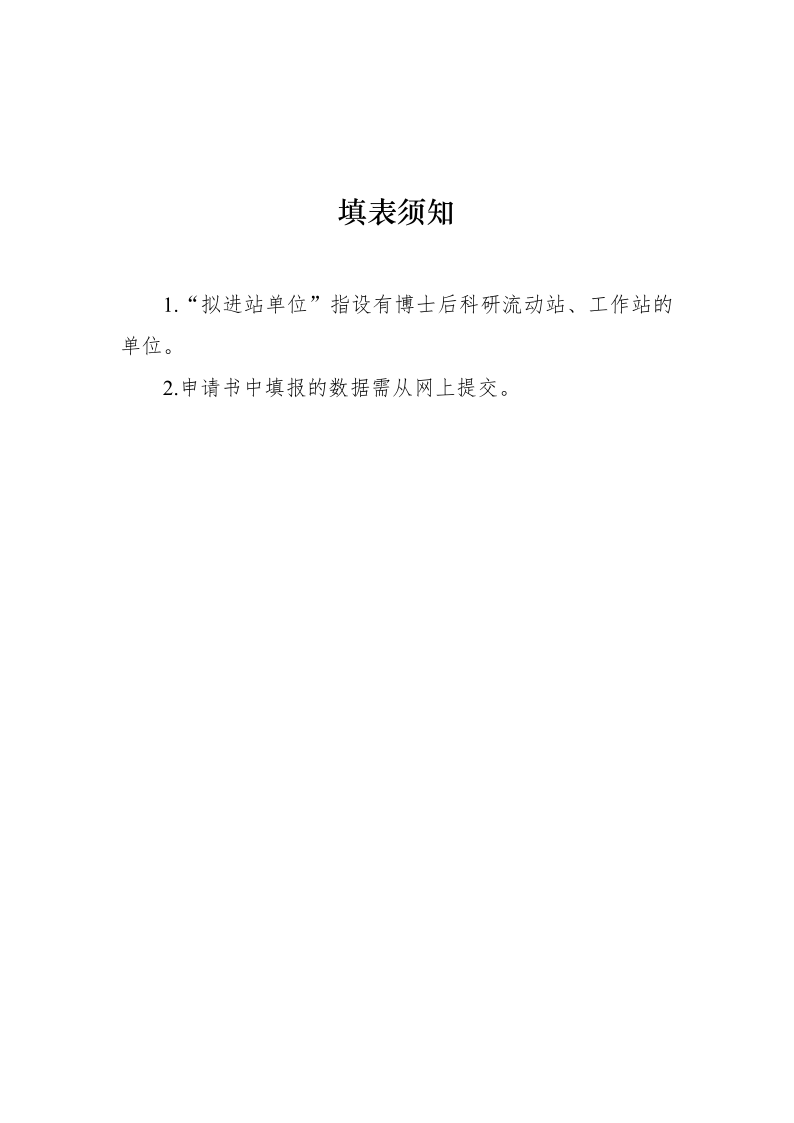 填表须知
1.“拟进站单位”指设有博士后科研流动站、工作站的
单位。
2.申请书中填报的数据需从网上提交。